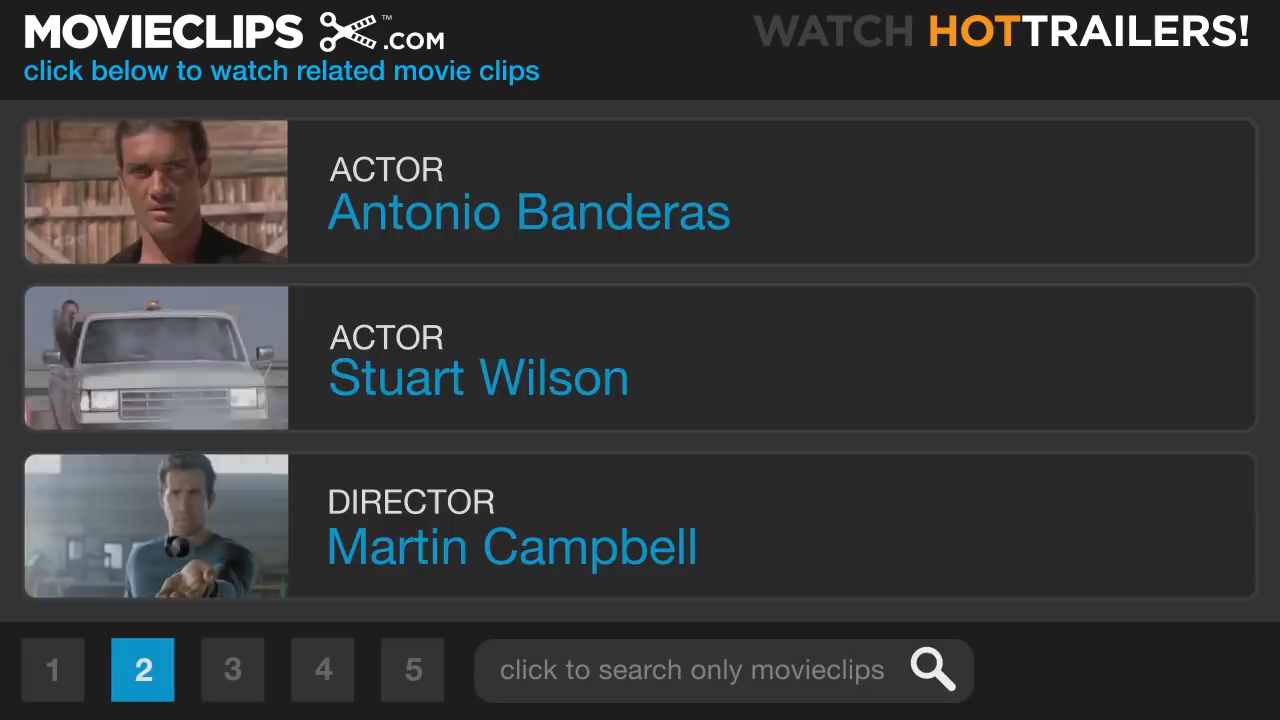 MOVIECLIPS ™ .COM
WATCH HOTTRAILERS!
click below to watch related movie clips
ACTOR
Antonio Banderas
ACTOR
Stuart Wilson
DIRECTOR
Martin Campbell
1 2 3 4 5 click to search only movieclips